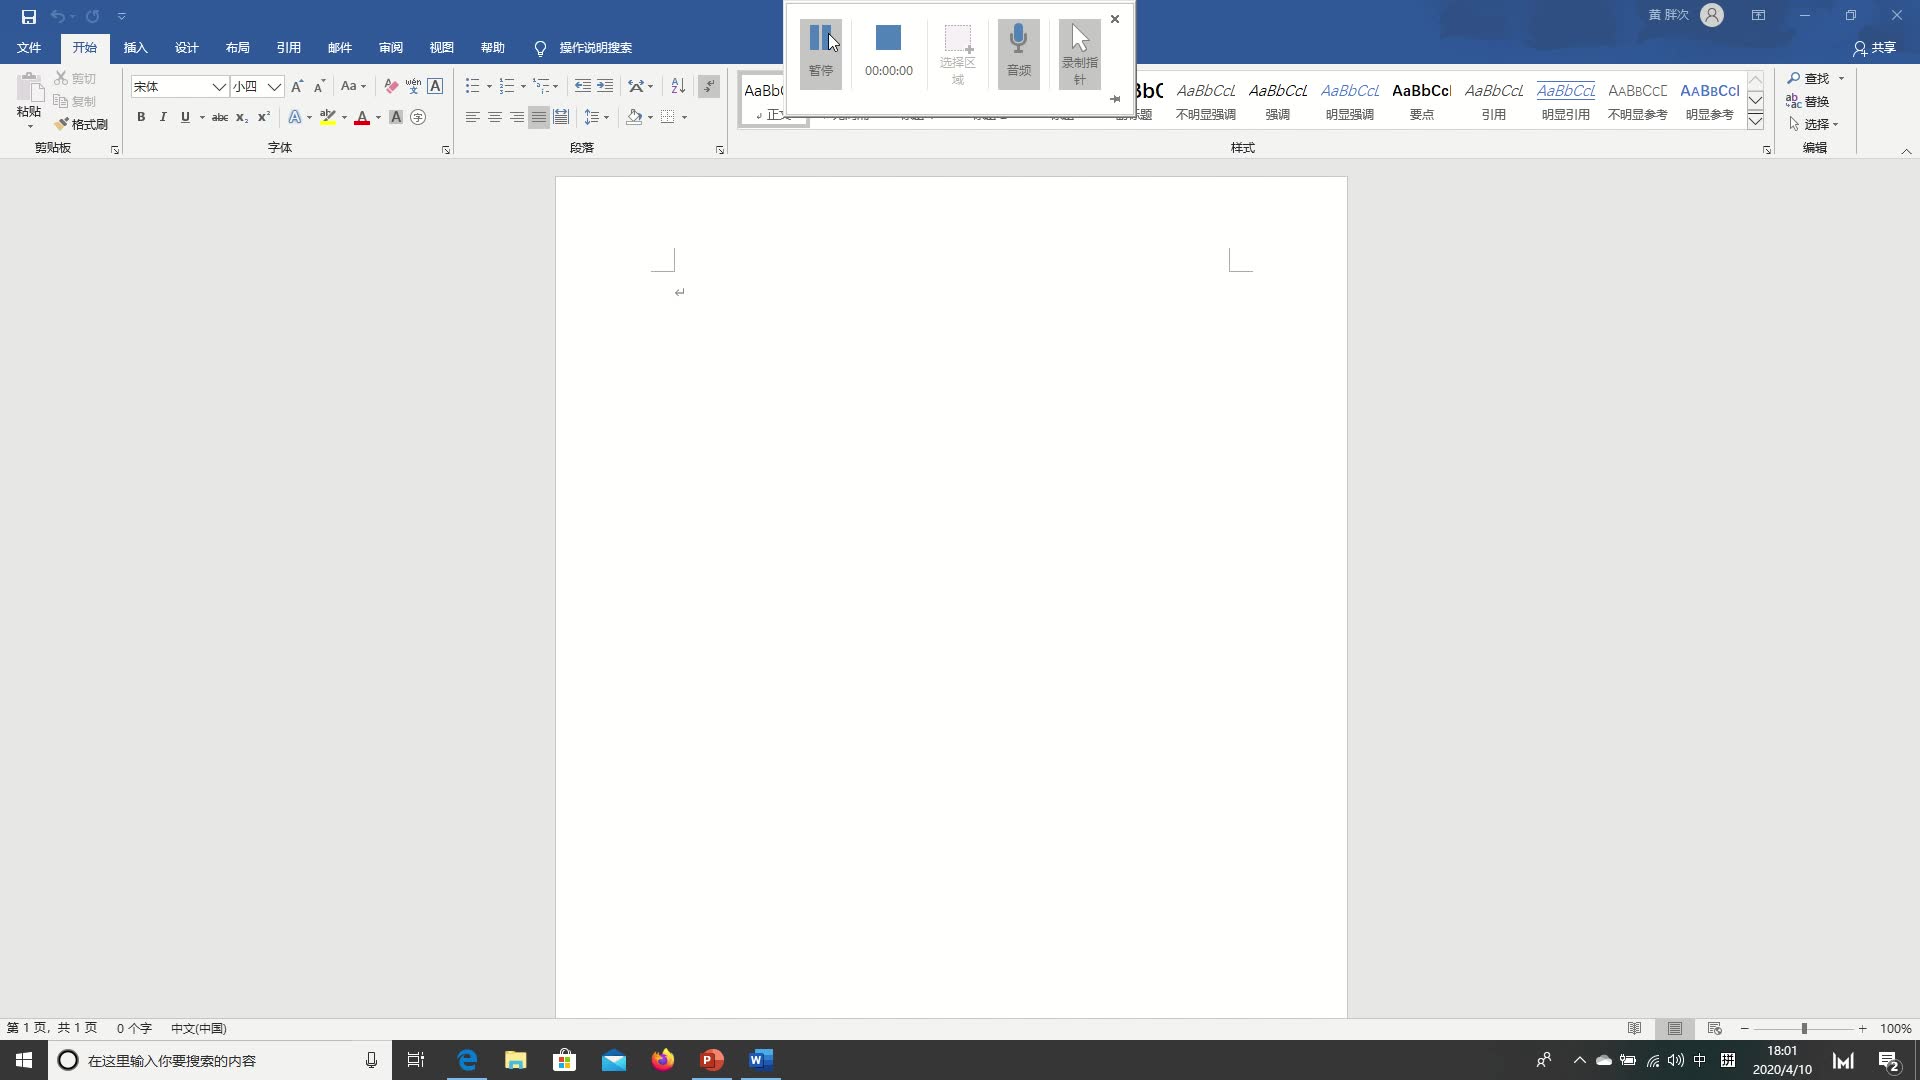 黄 胖次
文件 开始 插入 设计 布局 引用 邮件 审阅 视图 帮助 操作说明搜索 共享
暂停 00:00:00 选择区域 音频 录制指针
粘贴 剪切 复制 格式刷
宋体 小四
AaBbCcL AaBbCcL AaBbCcL AaBbCcl AaBbCcL AaBbCcL AABBCCD AABBCCI
正文 不明显强调 强调 明显强调 要点 引用 明显引用 不明显参考 明显参考
查找 替换 选择
剪贴板 字体 段落 样式 编辑
第 1 页，共 1 页 0 个字 中文(中国) 100%
在这里输入你要搜索的内容
中 拼 18:01
2020/4/10
2